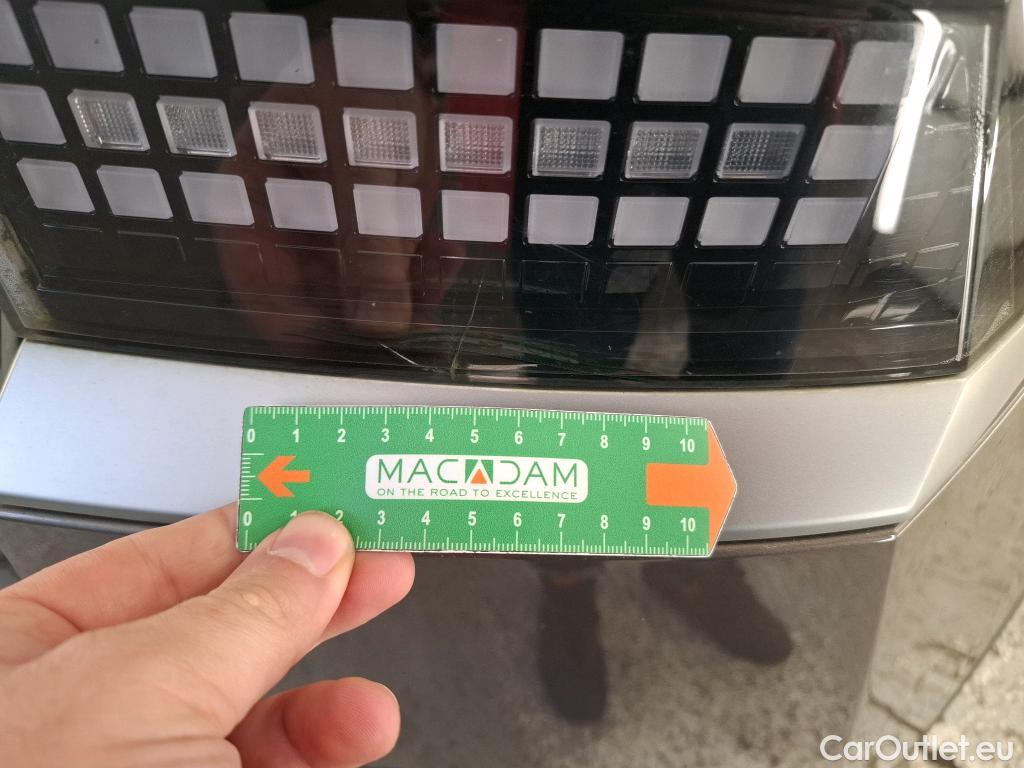 0 1 2 3 4 5 6 7 8 9 10
MACADAM
ON THE ROAD TO EXCELLENCE
0 1 2 3 4 5 6 7 8 9 10
CarOutlet.eu